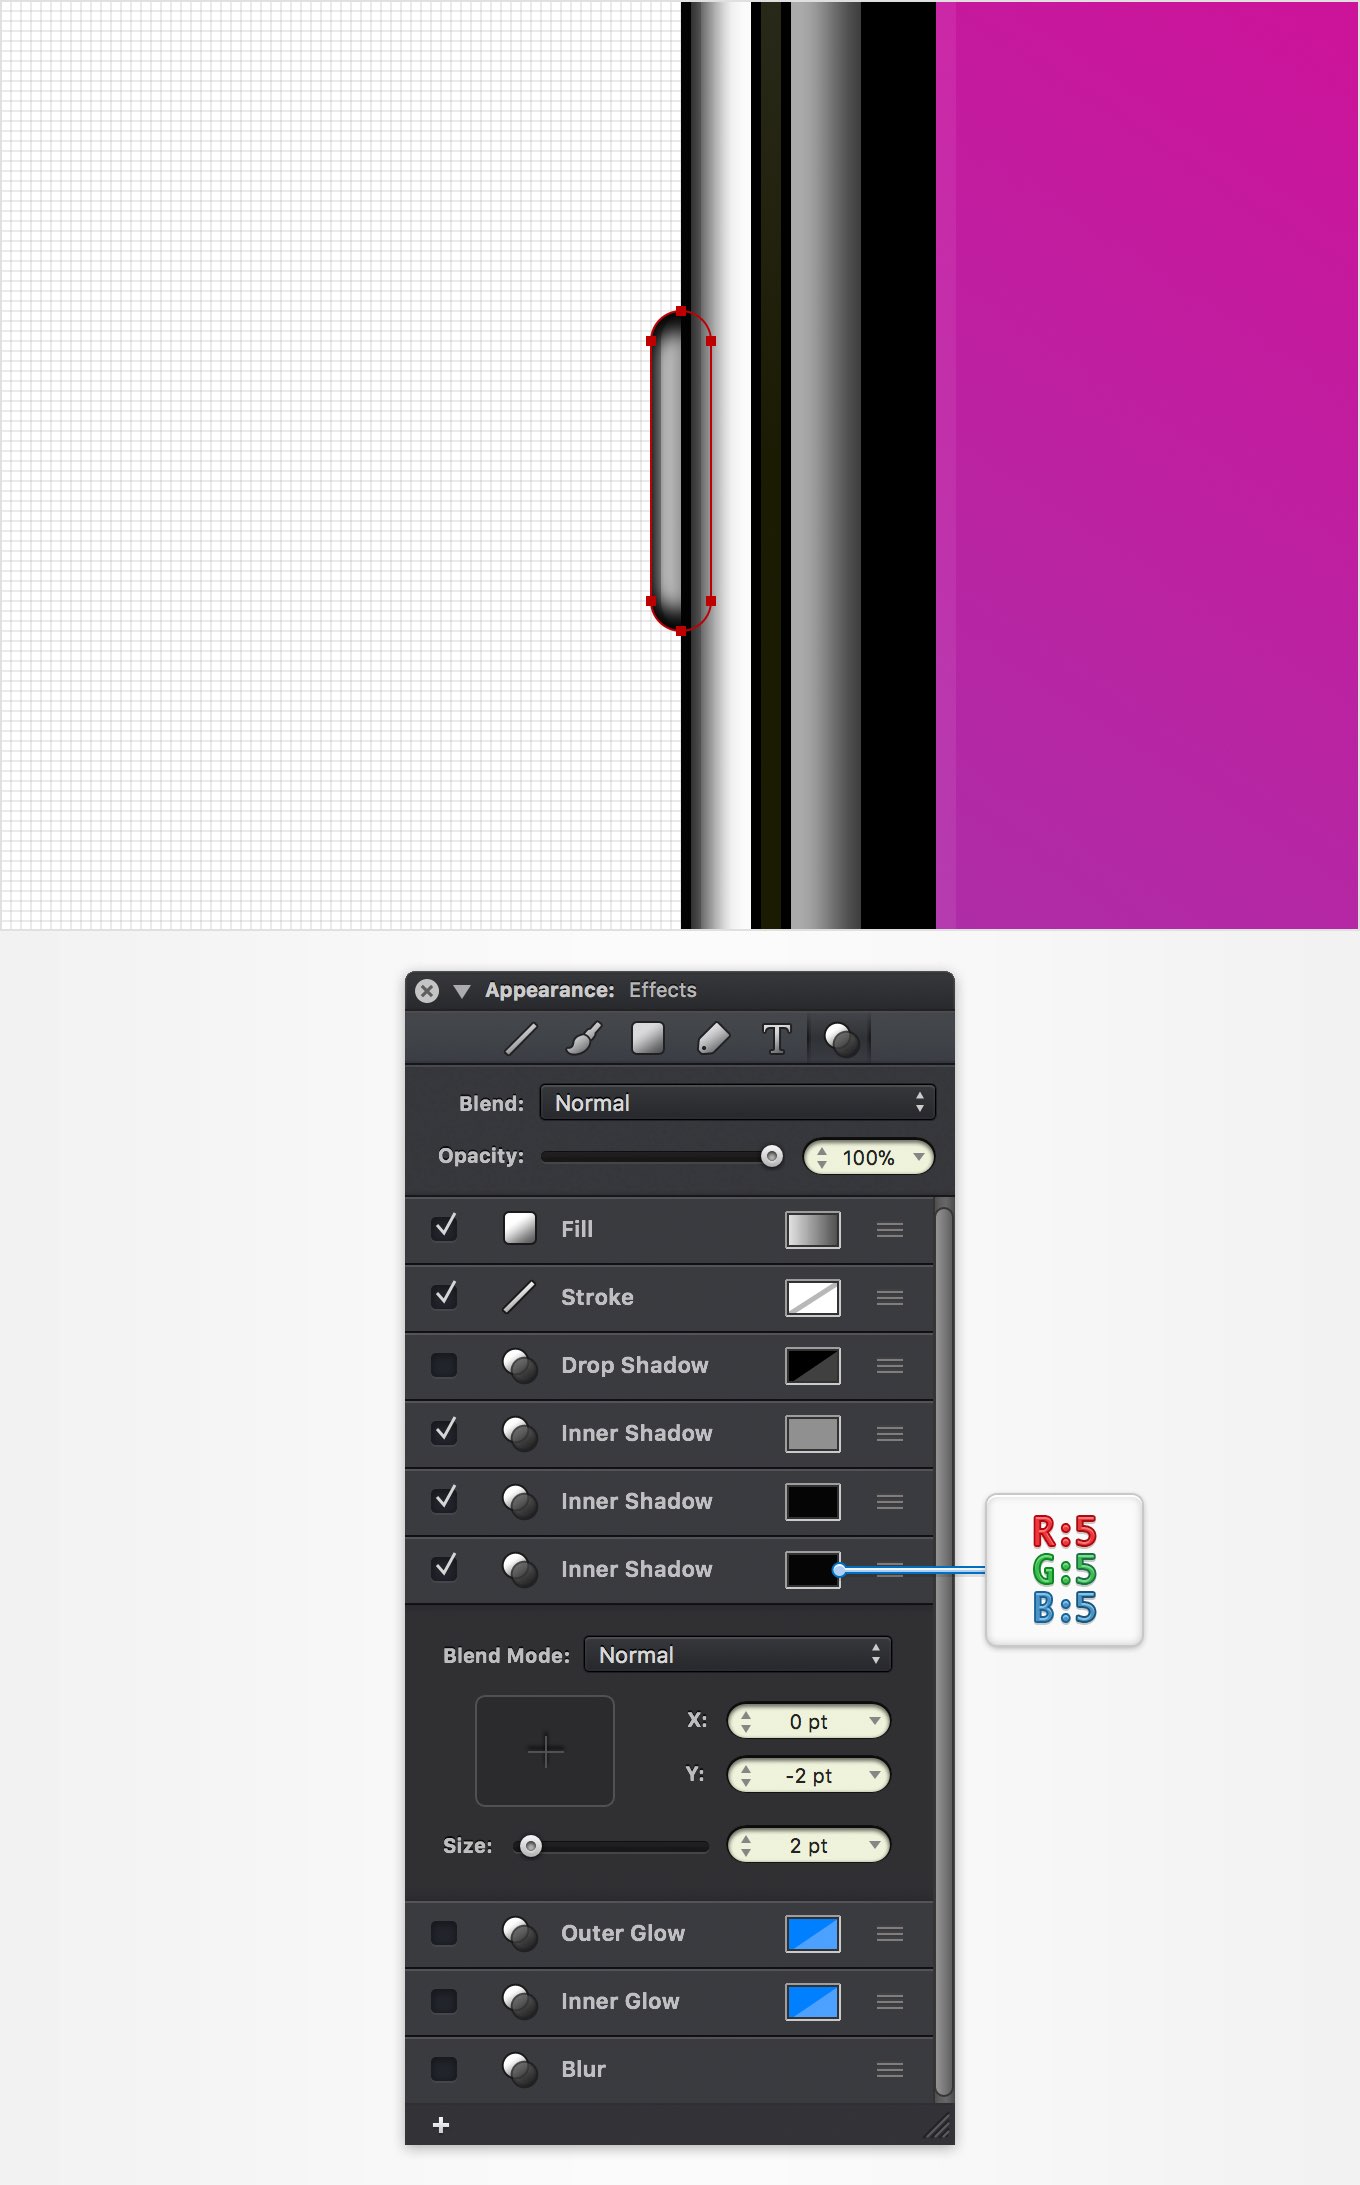 Appearance: Effects
T
Blend: Normal
Opacity: 100%
Fill
Stroke
Drop Shadow
Inner Shadow
Inner Shadow
Inner Shadow
R:5
G:5
B:5
Blend Mode: Normal
X: 0 pt
Y: -2 pt
Size: 2 pt
Outer Glow
Inner Glow
Blur